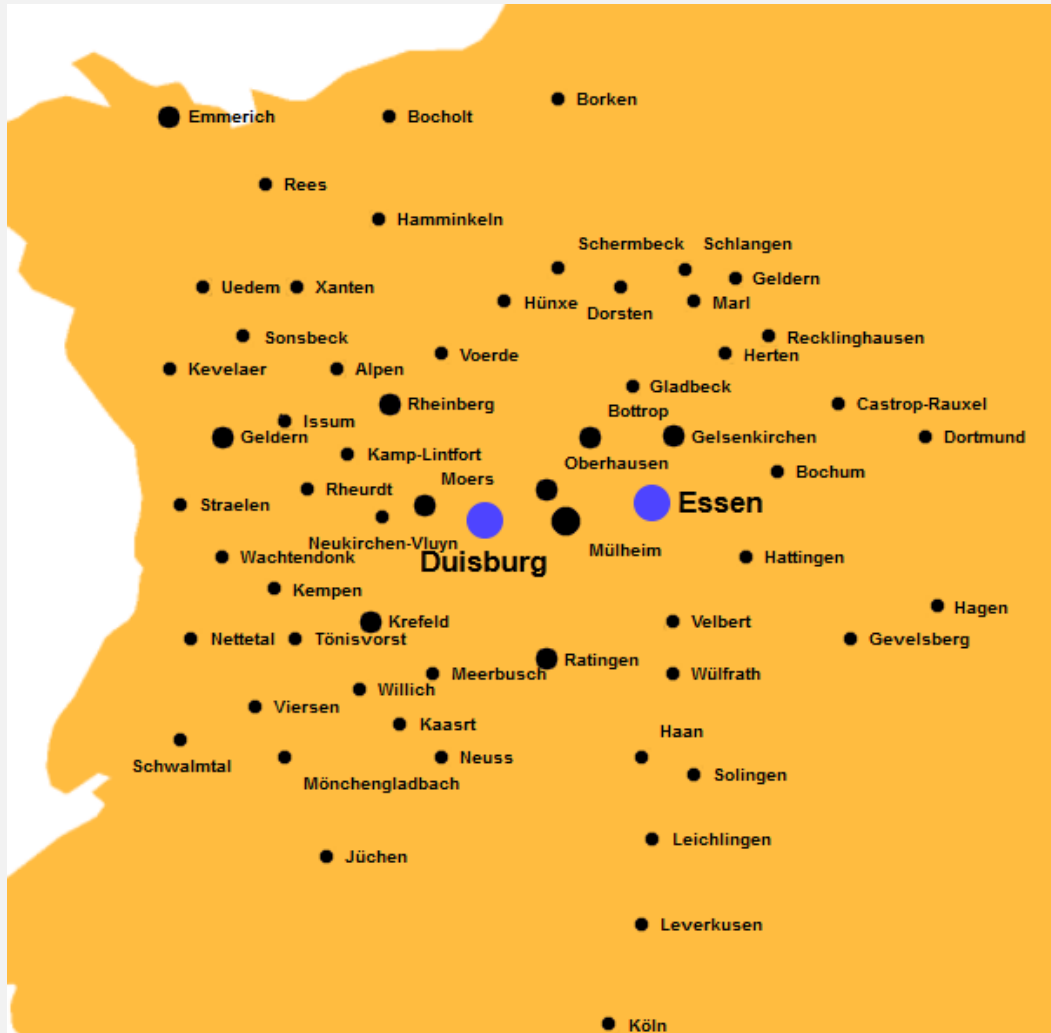 Borken
Emmerich
Bocholt
Rees
Hamminkeln
Schermbeck
Schlangen
Geldern
Uedem
Xanten
Hünxe
Dorsten
Marl
Sonsbeck
Recklinghausen
Voerde
Herten
Kevelaer
Alpen
Gladbeck
Rheinberg
Bottrop
Castrop-Rauxel
Issum
Geldern
Gelsenkirchen
Dortmund
Kamp-Lintfort
Oberhausen
Bochum
Moers
Rheurdt
Straelen
Essen
Neukirchen-Vluyn
Mülheim
Wachtendonk
Duisburg
Hattingen
Kempen
Hagen
Krefeld
Velbert
Nettetal
Tönisvorst
Gevelsberg
Ratingen
Meerbusch
Wülfrath
Willich
Viersen
Kaasrt
Haan
Neuss
Schwalmtal
Solingen
Mönchengladbach
Leichlingen
Jüchen
Leverkusen
Köln